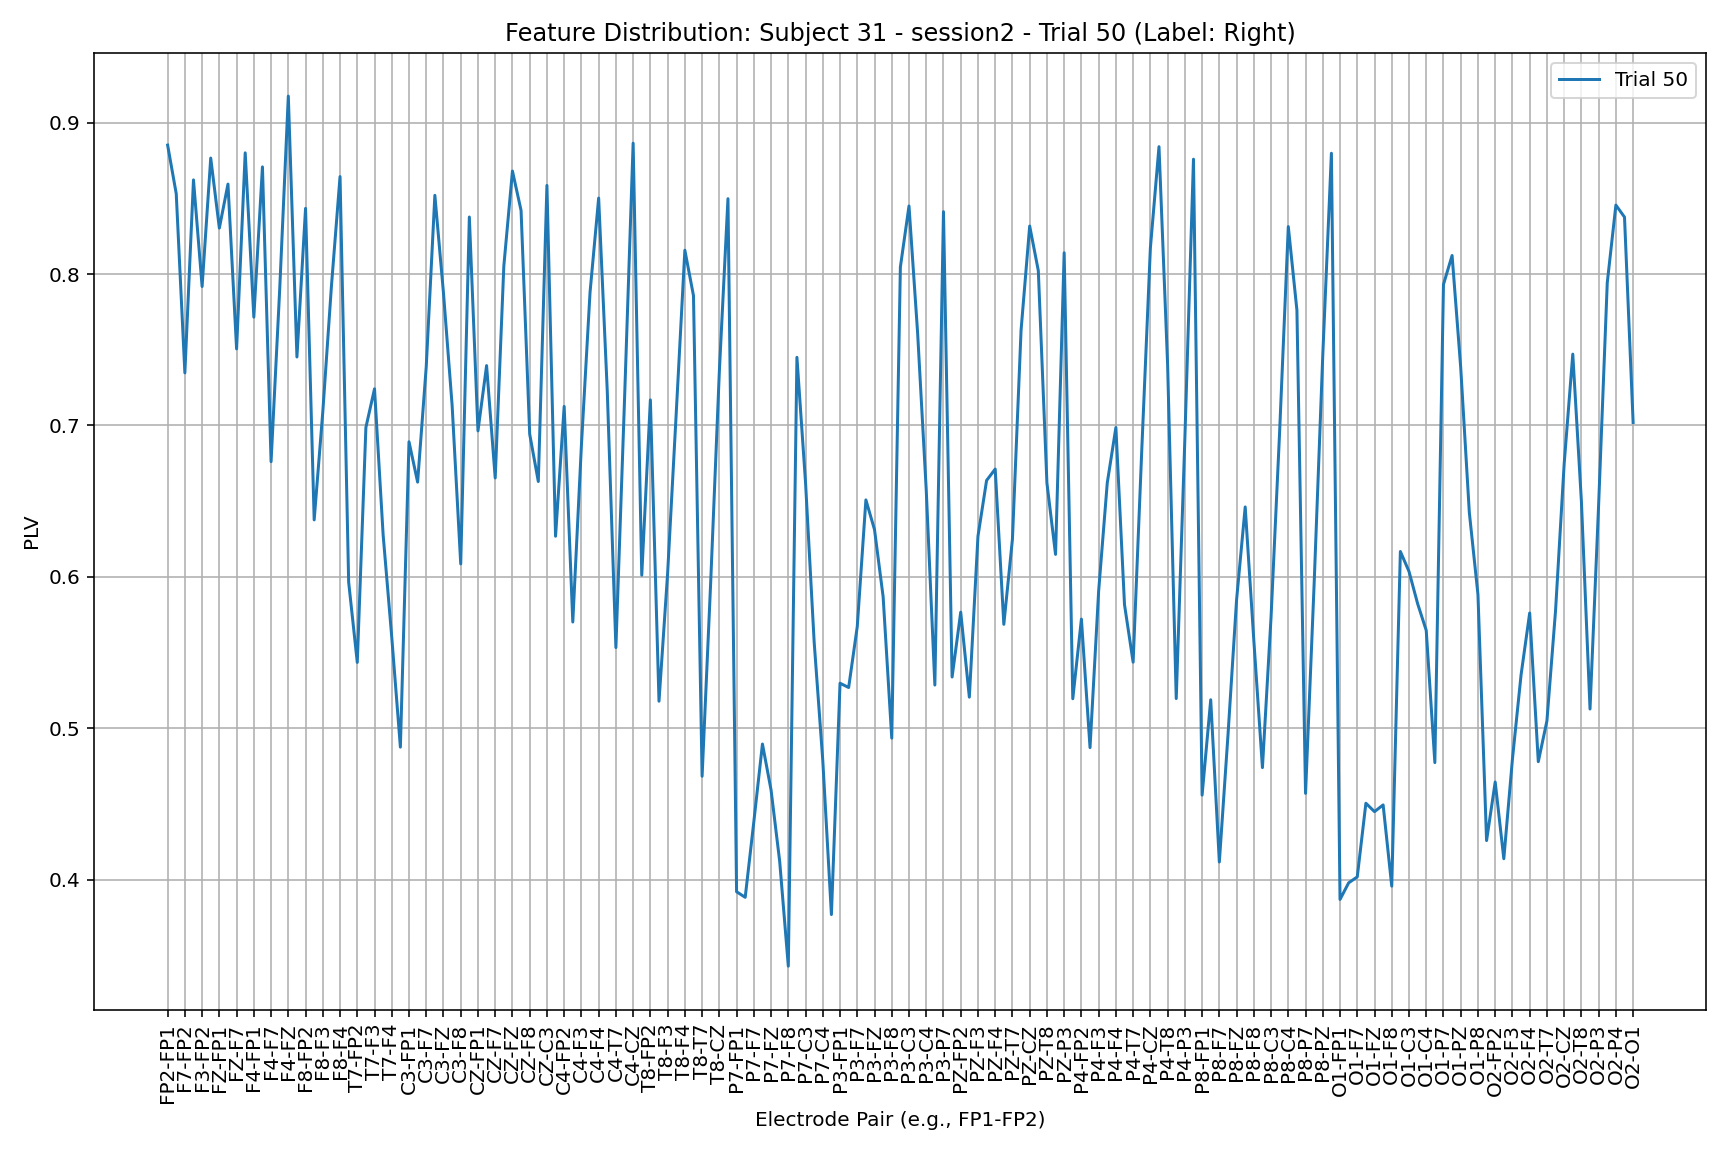 Feature Distribution: Subject 31 - session2 - Trial 50 (Label: Right)
Trial 50
PLV
0.9
0.8
0.7
0.6
0.5
0.4
FP2-FP1
F7-FP2
F3-FP2
FZ-FP1
FZ-F7
F4-FP1
F4-F7
F4-FZ
F8-FP2
F8-F3
F8-F4
T7-FP2
T7-F3
T7-F4
C3-FP1
C3-F7
C3-FZ
C3-F8
CZ-FP1
CZ-F7
CZ-FZ
CZ-F8
CZ-C3
C4-FP2
C4-F3
C4-F4
C4-T7
C4-CZ
T8-FP2
T8-F3
T8-F4
T8-T7
T8-CZ
P7-FP1
P7-F7
P7-FZ
P7-F8
P7-C3
P7-C4
P3-FP1
P3-F7
P3-FZ
P3-F8
P3-C3
P3-C4
P3-P7
PZ-FP2
PZ-F3
PZ-F4
PZ-T7
PZ-CZ
PZ-T8
PZ-P3
P4-FP2
P4-F3
P4-F4
P4-T7
P4-CZ
P4-T8
P4-P3
P8-FP1
P8-F7
P8-FZ
P8-F8
P8-C3
P8-C4
P8-P7
P8-PZ
O1-FP1
O1-F7
O1-FZ
O1-F8
O1-C3
O1-C4
O1-P7
O1-PZ
O1-P8
O2-FP2
O2-F3
O2-F4
O2-T7
O2-CZ
O2-T8
O2-P3
O2-P4
O2-O1
Electrode Pair (e.g., FP1-FP2)